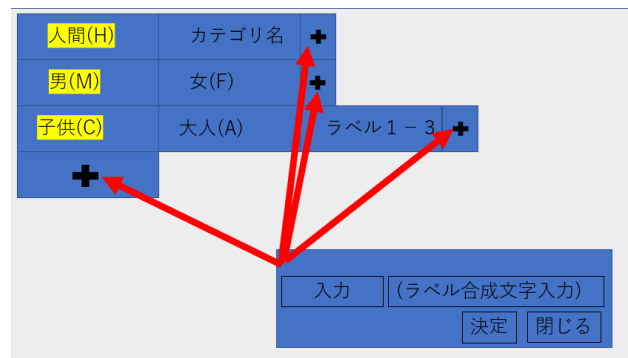 人間(H) カテゴリ名 ✚
男(M) 女(F) ✚
子供(C) 大人(A) ラベル１－３ ✚
✚
入力 (ラベル合成文字入力)
決定 閉じる